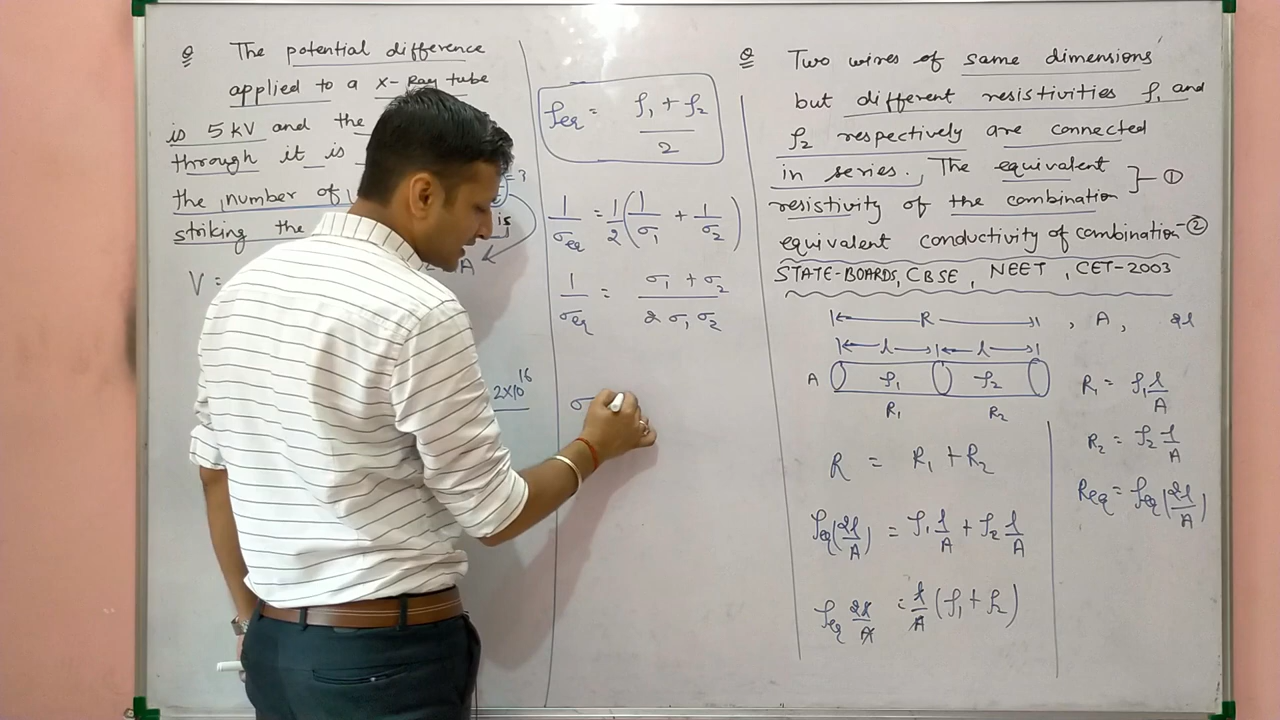 Q The potential difference
applied to a X-Ray tube
is 5 kV and the
through it is
the number of
striking the is
= 3
A
V =
2×10^16
ρeq = (ρ1 + ρ2)/2
1/σeq = 1/2 (1/σ1 + 1/σ2)
1/σeq = (σ1 + σ2)/(2 σ1 σ2)
σ
Q Two wires of same dimensions
but different resistivities ρ1 and
ρ2 respectively are connected
in series., The equivalent
resistivity of the combination } - ①
equivalent conductivity of combination - ②
STATE-BOARDS, CBSE, NEET, CET-2003
R , A, 2l
l l
A ρ1 ρ2
R1 R2
R1 = ρ1 l/A
R2 = ρ2 l/A
Req = ρeq (2l/A)
R = R1 + R2
ρeq (2l/A) = ρ1 l/A + ρ2 l/A
ρeq 2l/A = l/A (ρ1 + ρ2)